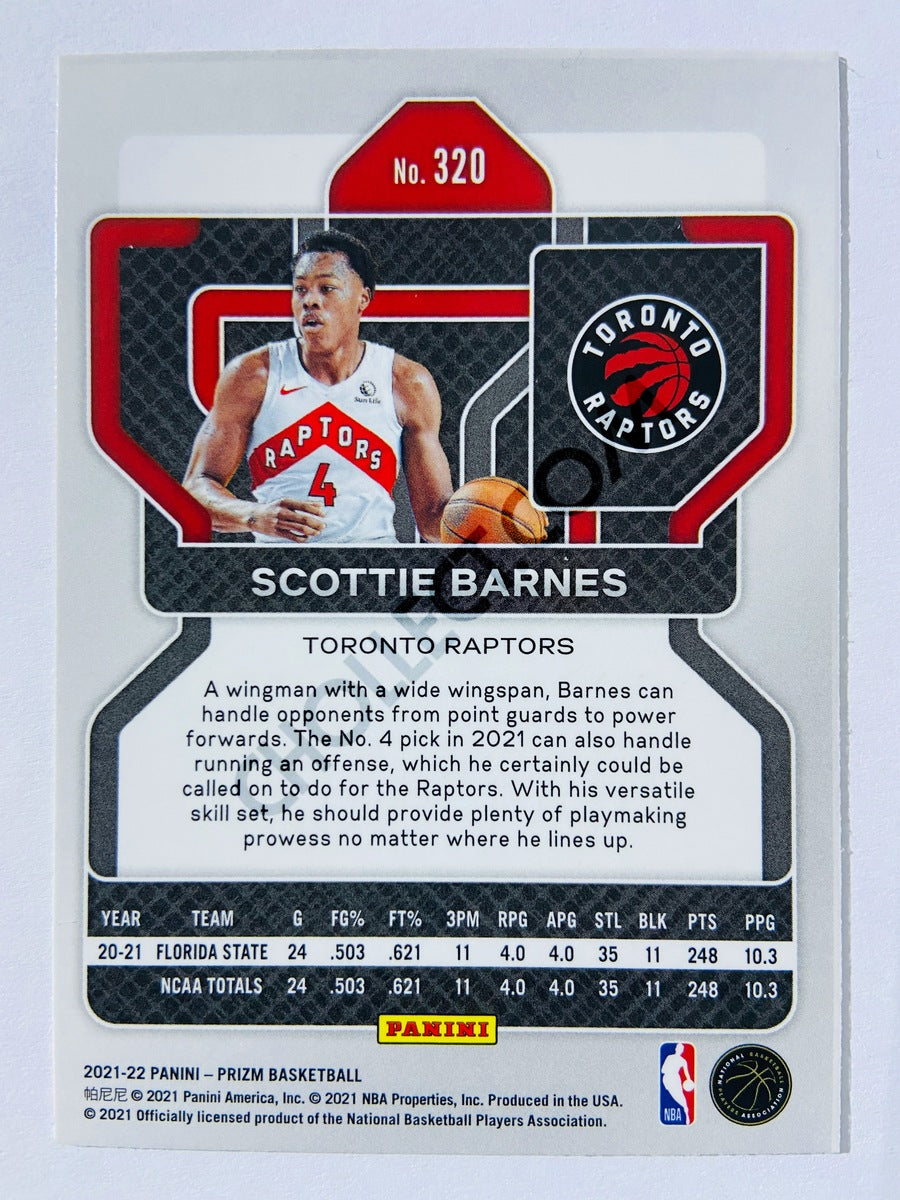 No. 320
TORONTO
RAPTORS
Sun Life
RAPTORS
4
SCOTTIE BARNES
TORONTO RAPTORS
A wingman with a wide wingspan, Barnes can
handle opponents from point guards to power
forwards. The No. 4 pick in 2021 can also handle
running an offense, which he certainly could be
called on to do for the Raptors. With his versatile
skill set, he should provide plenty of playmaking
prowess no matter where he lines up.
YEAR TEAM G FG% FT% 3PM RPG APG STL BLK PTS PPG
20-21 FLORIDA STATE 24 .503 .621 11 4.0 4.0 35 11 248 10.3
NCAA TOTALS 24 .503 .621 11 4.0 4.0 35 11 248 10.3
PANINI
2021-22 PANINI – PRIZM BASKETBALL
帕尼尼 © 2021 Panini America, Inc. © 2021 NBA Properties, Inc. Produced in the USA.
© 2021 Officially licensed product of the National Basketball Players Association.
NBA
NATIONAL BASKETBALL
PLAYERS ASSOCIATION